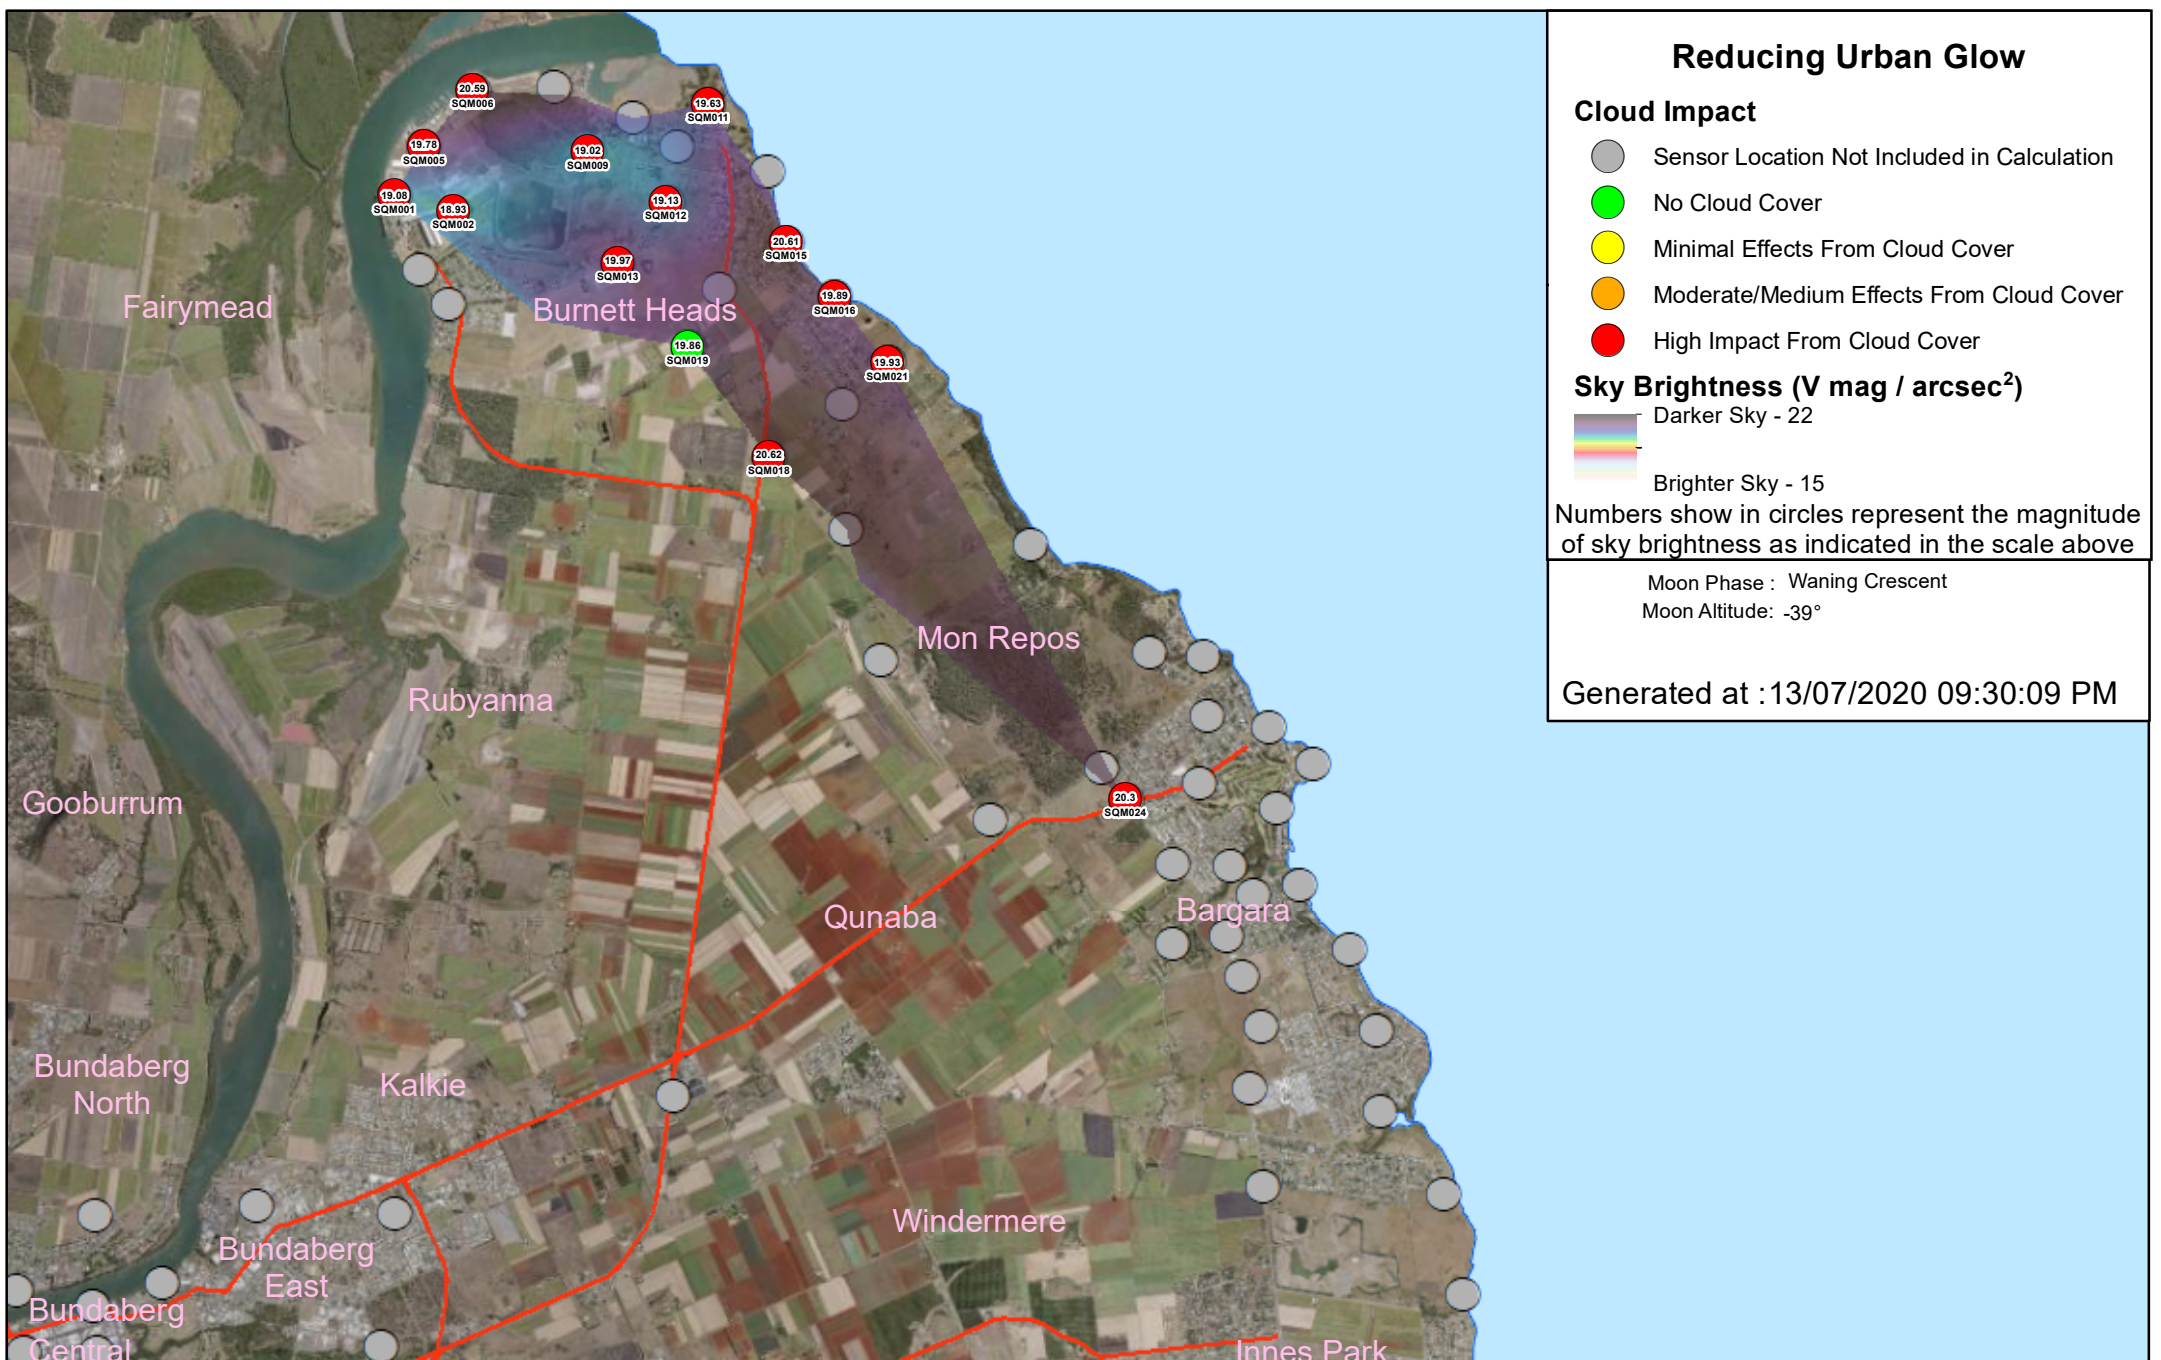 Reducing Urban Glow
Cloud Impact
Sensor Location Not Included in Calculation
No Cloud Cover
Minimal Effects From Cloud Cover
Moderate/Medium Effects From Cloud Cover
High Impact From Cloud Cover
Sky Brightness (V mag / arcsec²)
Darker Sky - 22
Brighter Sky - 15
Numbers show in circles represent the magnitude
of sky brightness as indicated in the scale above
Moon Phase : Waning Crescent
Moon Altitude: -39°
Generated at :13/07/2020 09:30:09 PM
20.59
SQM006
19.63
SQM011
19.78
SQM005
19.02
SQM009
19.08
SQM001
18.93
SQM002
19.13
SQM012
20.61
SQM015
19.97
SQM013
19.89
SQM016
Fairymead
Burnett Heads
19.86
SQM019
19.93
SQM021
20.62
SQM018
Mon Repos
Rubyanna
Gooburrum
20.3
SQM024
Qunaba
Bargara
Bundaberg
North
Kalkie
Windermere
Bundaberg
East
Bundaberg
Central
Innes Park